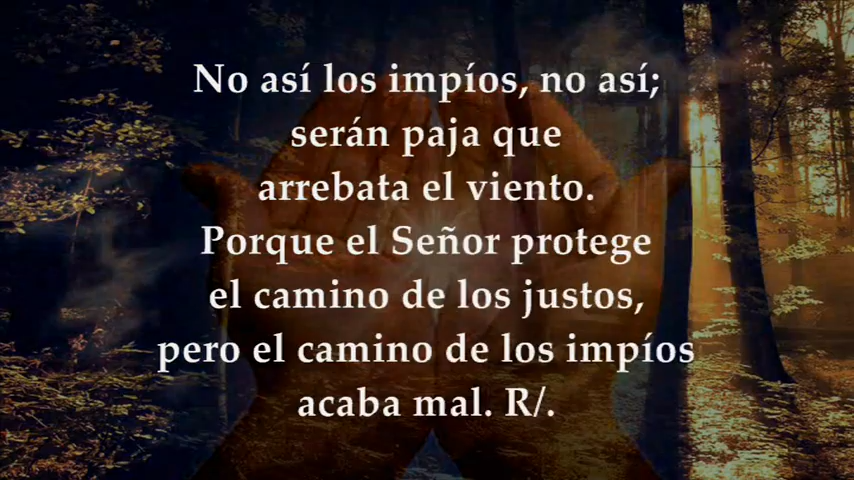 No así los impíos, no así;
serán paja que
arrebata el viento.
Porque el Señor protege
el camino de los justos,
pero el camino de los impíos
acaba mal. R/.